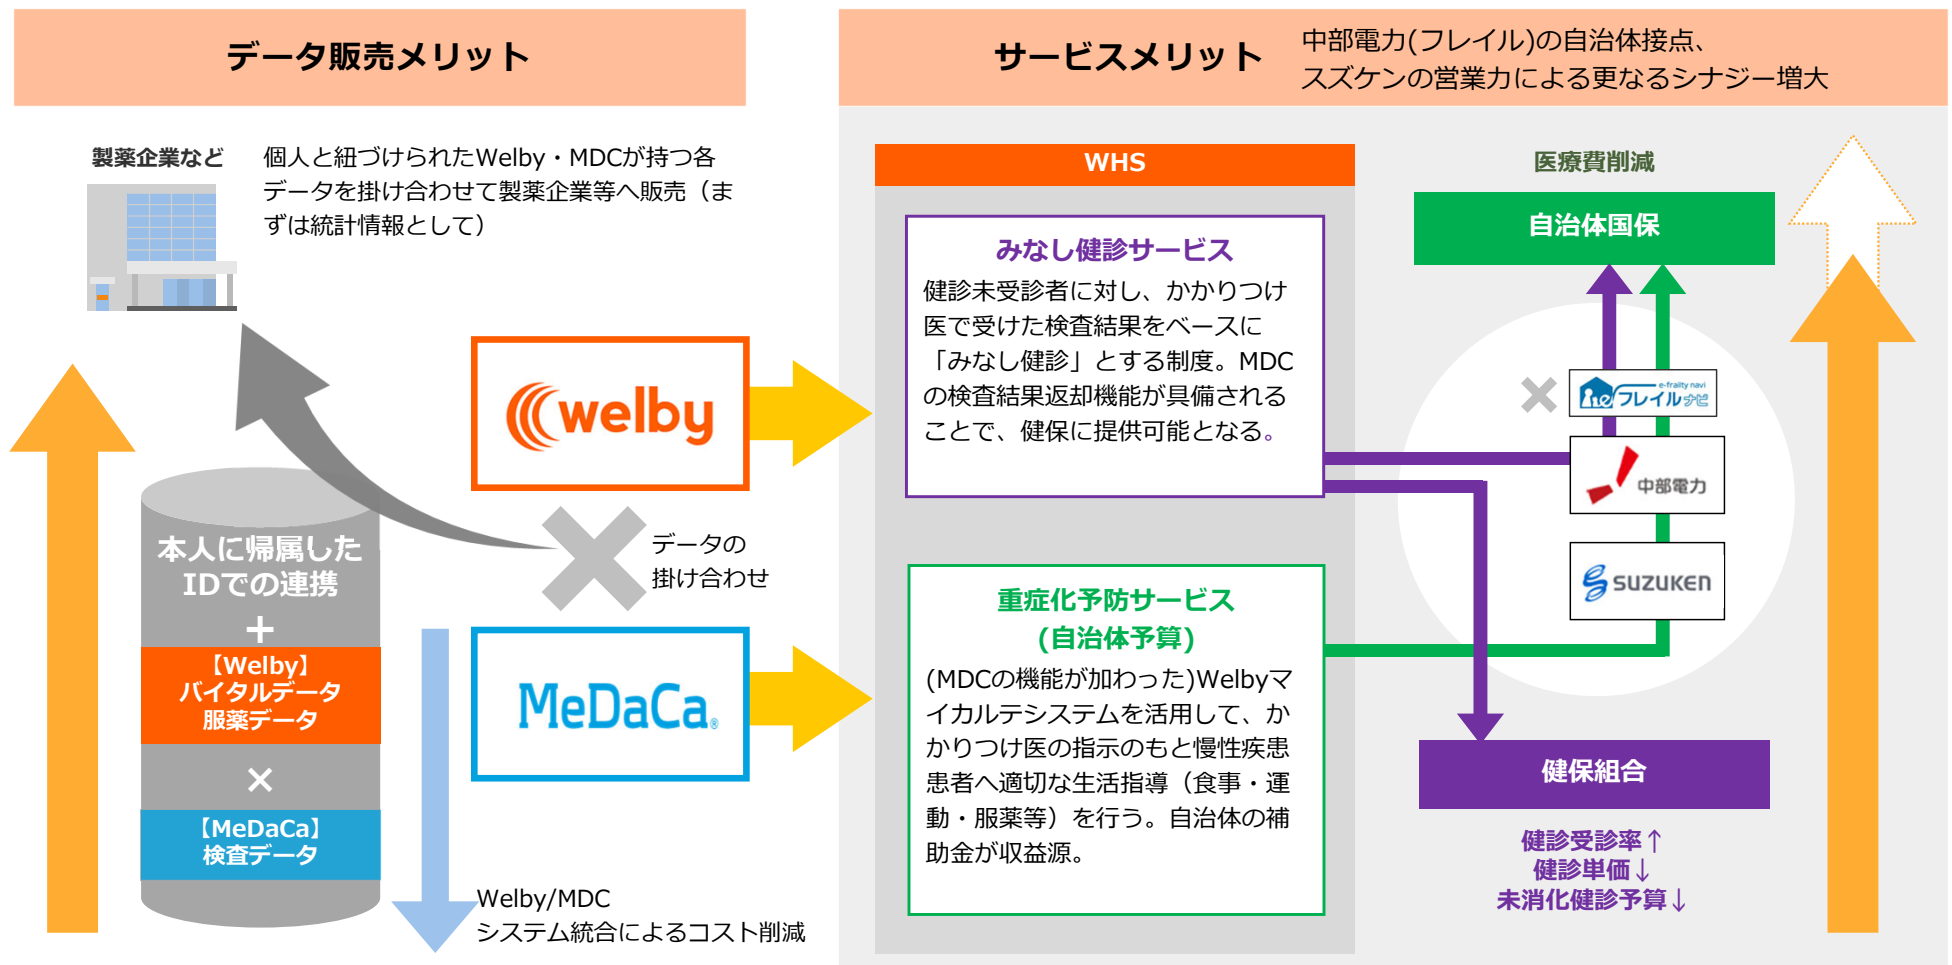 データ販売メリット
サービスメリット
中部電力(フレイル)の自治体接点、
スズケンの営業力による更なるシナジー増大
製薬企業など
個人と紐づけられたWelby・MDCが持つ各
データを掛け合わせて製薬企業等へ販売（ま
ずは統計情報として）
welby
データの
掛け合わせ
MeDaCa®
本人に帰属した
IDでの連携
＋
【Welby】
バイタルデータ
服薬データ
×
【MeDaCa】
検査データ
Welby/MDC
システム統合によるコスト削減
WHS
みなし健診サービス
健診未受診者に対し、かかりつけ
医で受けた検査結果をベースに
「みなし健診」とする制度。MDC
の検査結果返却機能が具備される
ことで、健保に提供可能となる。
重症化予防サービス
(自治体予算)
(MDCの機能が加わった)Welbyマ
イカルテシステムを活用して、か
かりつけ医の指示のもと慢性疾患
患者へ適切な生活指導（食事・運
動・服薬等）を行う。自治体の補
助金が収益源。
医療費削減
自治体国保
e-frailty navi
フレイルナビ
中部電力
SUZUKEN
健保組合
健診受診率↑
健診単価↓
未消化健診予算↓